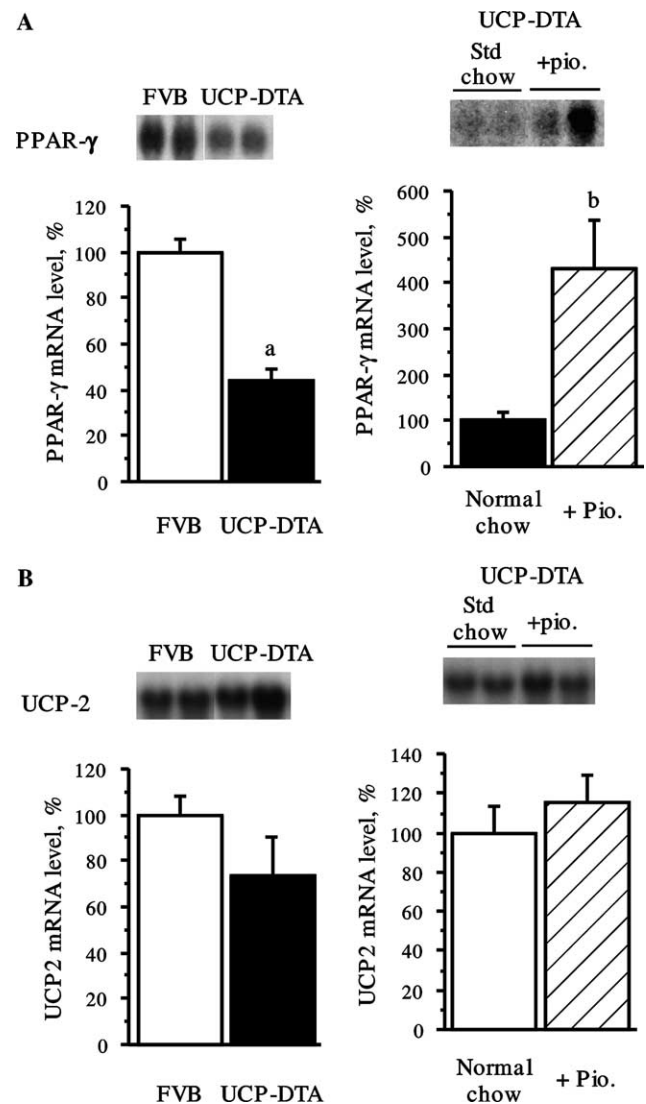 A
FVB UCP-DTA
PPAR-γ
PPAR-γ mRNA level, %
120
100
80
60
40
20
0
a
FVB UCP-DTA
UCP-DTA
Std
chow
+pio.
PPAR-γ mRNA level, %
600
500
400
300
200
100
0
b
Normal
chow
+ Pio.
B
FVB UCP-DTA
UCP-2
UCP2 mRNA level, %
120
100
80
60
40
20
0
FVB UCP-DTA
UCP-DTA
Std
chow
+pio.
UCP2 mRNA level, %
140
120
100
80
60
40
20
0
Normal
chow
+ Pio.